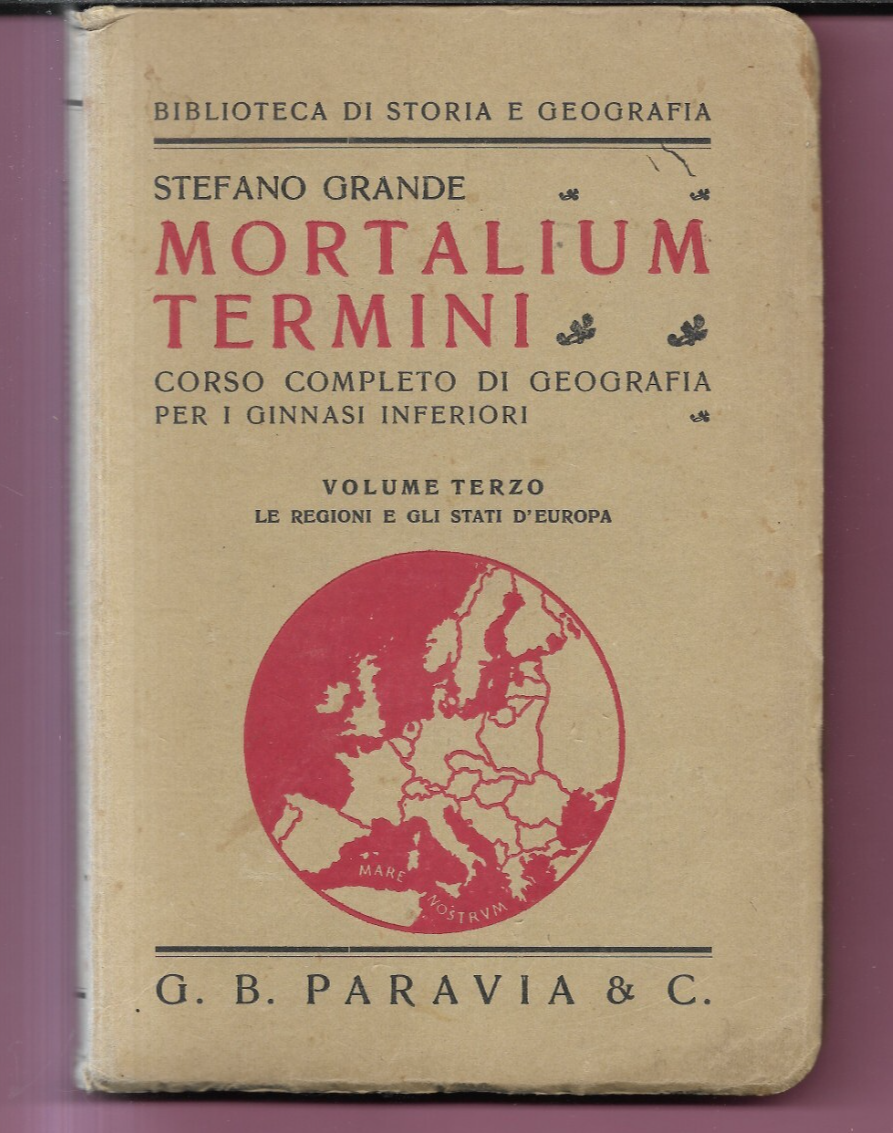 BIBLIOTECA DI STORIA E GEOGRAFIA
STEFANO GRANDE
MORTALIUM
TERMINI
CORSO COMPLETO DI GEOGRAFIA
PER I GINNASI INFERIORI
VOLUME TERZO
LE REGIONI E GLI STATI D'EUROPA
MARE
NOSTRVM
G. B. PARAVIA & C.